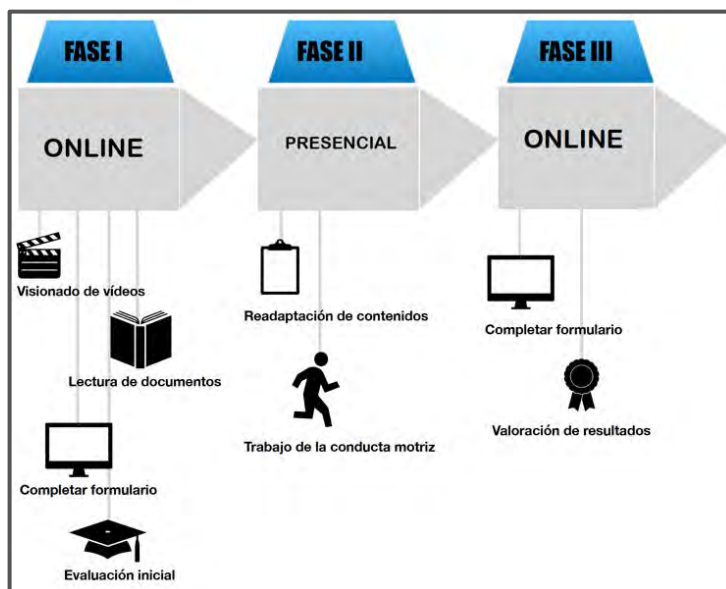 FASE I
FASE II
FASE III
ONLINE
PRESENCIAL
ONLINE
Visionado de vídeos
Lectura de documentos
Completar formulario
Evaluación inicial
Readaptación de contenidos
Trabajo de la conducta motriz
Completar formulario
Valoración de resultados